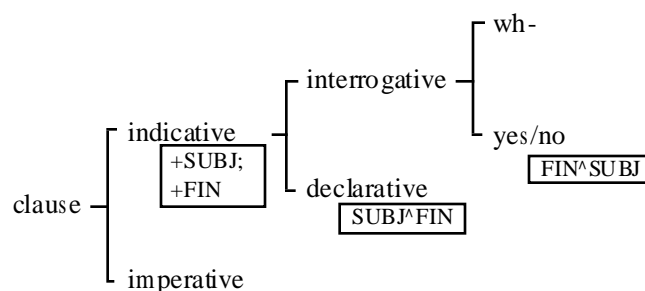 wh-
interrogative
indicative
yes/no
+SUBJ;
+FIN
FIN^SUBJ
declarative
clause
SUBJ^FIN
imperative